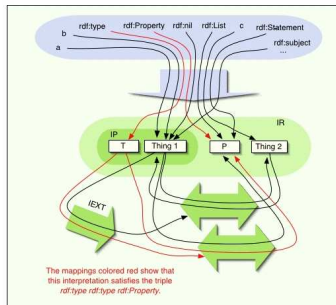 rdf:type rdf:Property rdf:nil rdf:List c rdf:Statement
b rdf:subject
a ...
IR
IP
T Thing 1 P Thing 2
IEXT
The mappings colored red show that
this interpretation satisfies the triple
rdf:type rdf:type rdf:Property.